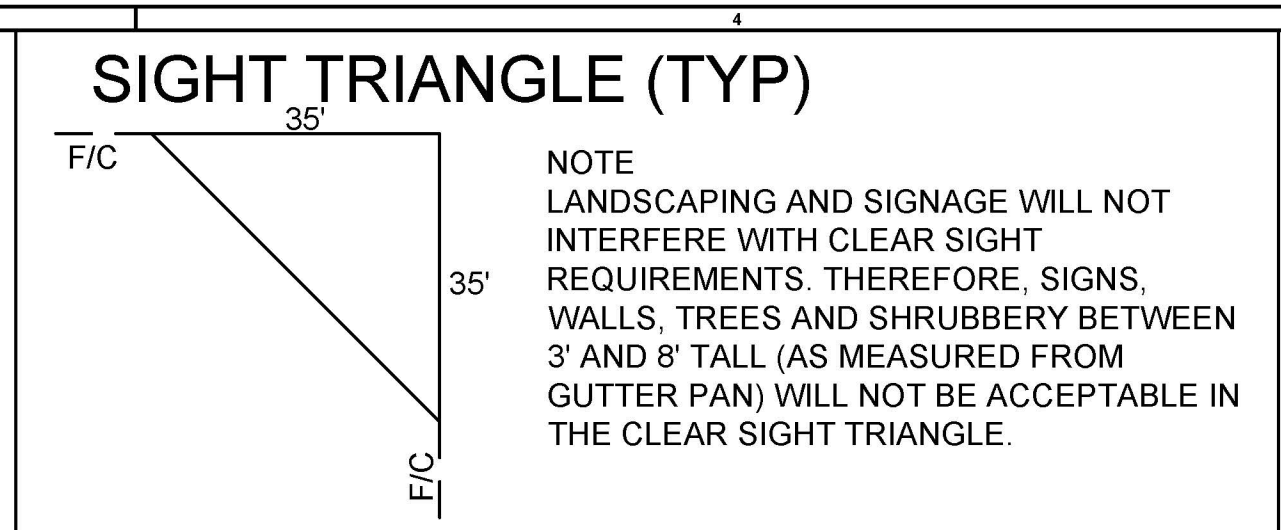 4
SIGHT TRIANGLE (TYP)
35'
F/C
35'
F/C
NOTE
LANDSCAPING AND SIGNAGE WILL NOT
INTERFERE WITH CLEAR SIGHT
REQUIREMENTS. THEREFORE, SIGNS,
WALLS, TREES AND SHRUBBERY BETWEEN
3' AND 8' TALL (AS MEASURED FROM
GUTTER PAN) WILL NOT BE ACCEPTABLE IN
THE CLEAR SIGHT TRIANGLE.